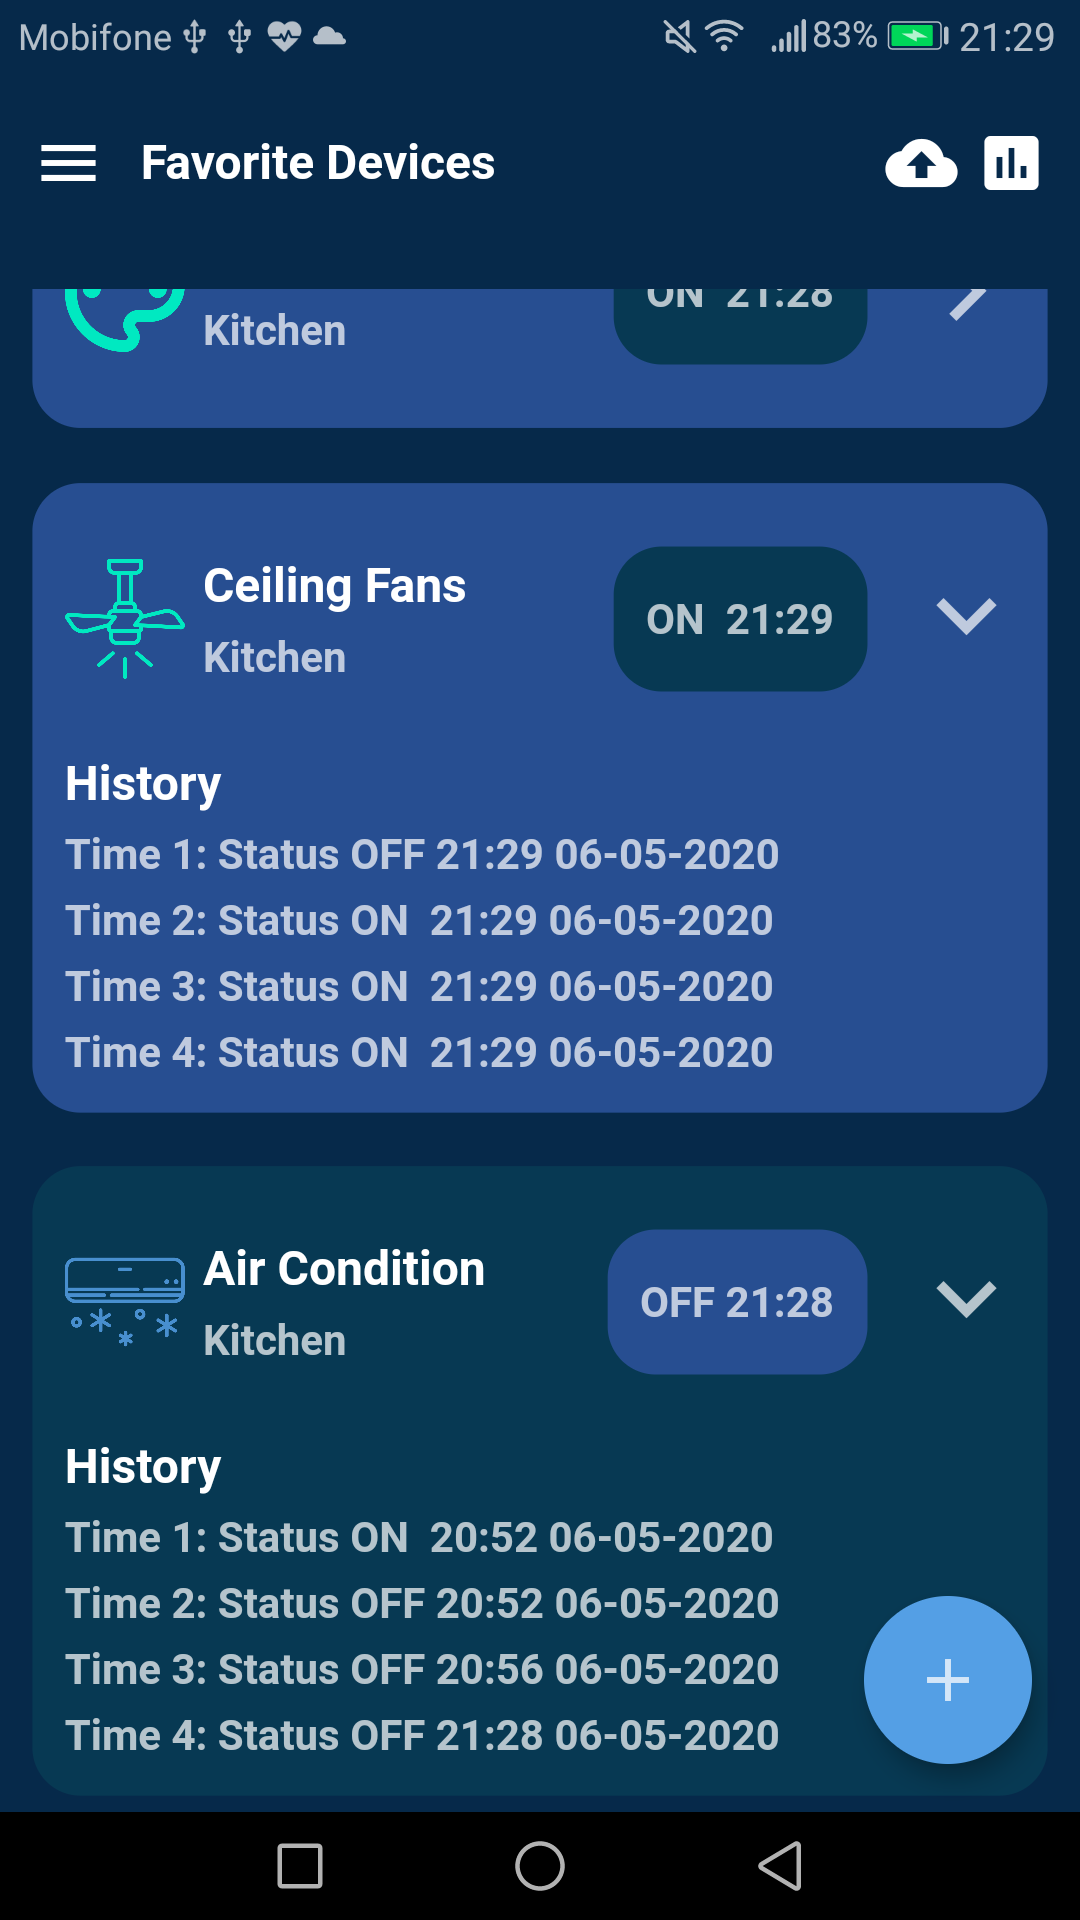 Mobifone 83% 21:29
Favorite Devices
ON 21:28
Kitchen
Ceiling Fans
Kitchen
ON 21:29
History
Time 1: Status OFF 21:29 06-05-2020
Time 2: Status ON 21:29 06-05-2020
Time 3: Status ON 21:29 06-05-2020
Time 4: Status ON 21:29 06-05-2020
Air Condition
Kitchen
OFF 21:28
History
Time 1: Status ON 20:52 06-05-2020
Time 2: Status OFF 20:52 06-05-2020
Time 3: Status OFF 20:56 06-05-2020
Time 4: Status OFF 21:28 06-05-2020